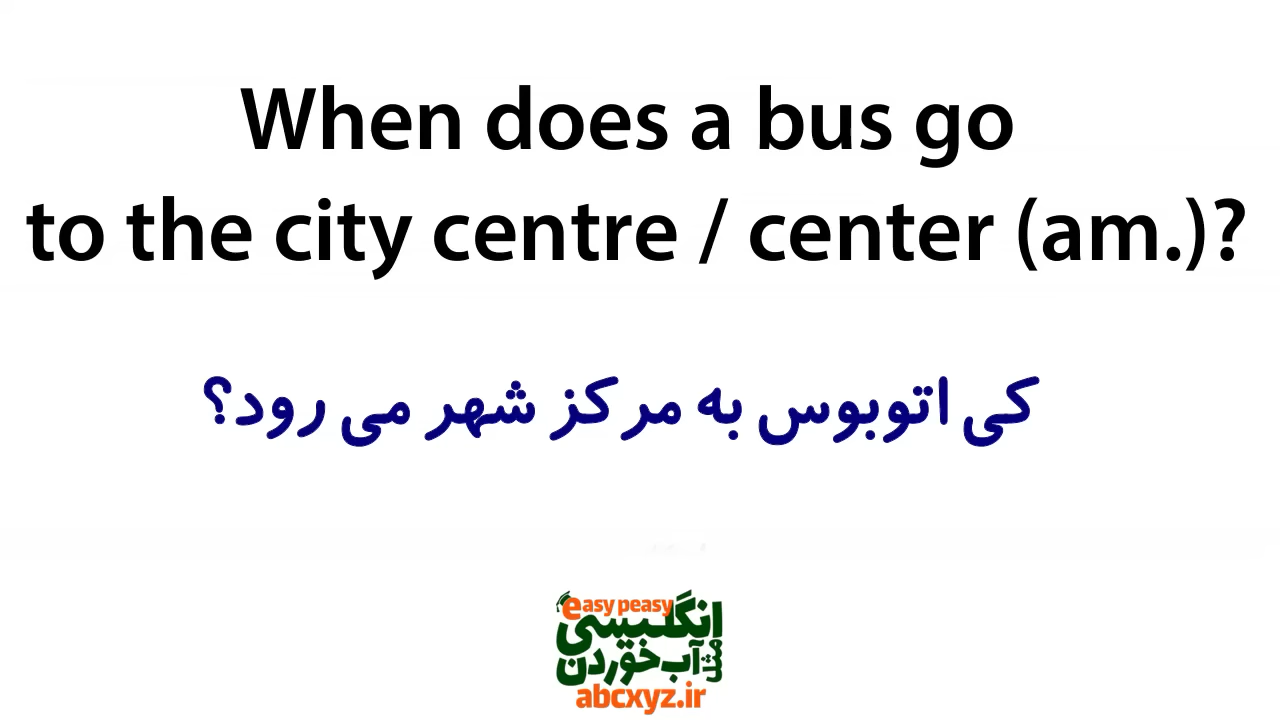 When does a bus go
to the city centre / center (am.)?
کی اتوبوس به مرکز شهر می رود؟
easy peasy
انگلیسی
مثل آب خوردن
abcxyz.ir